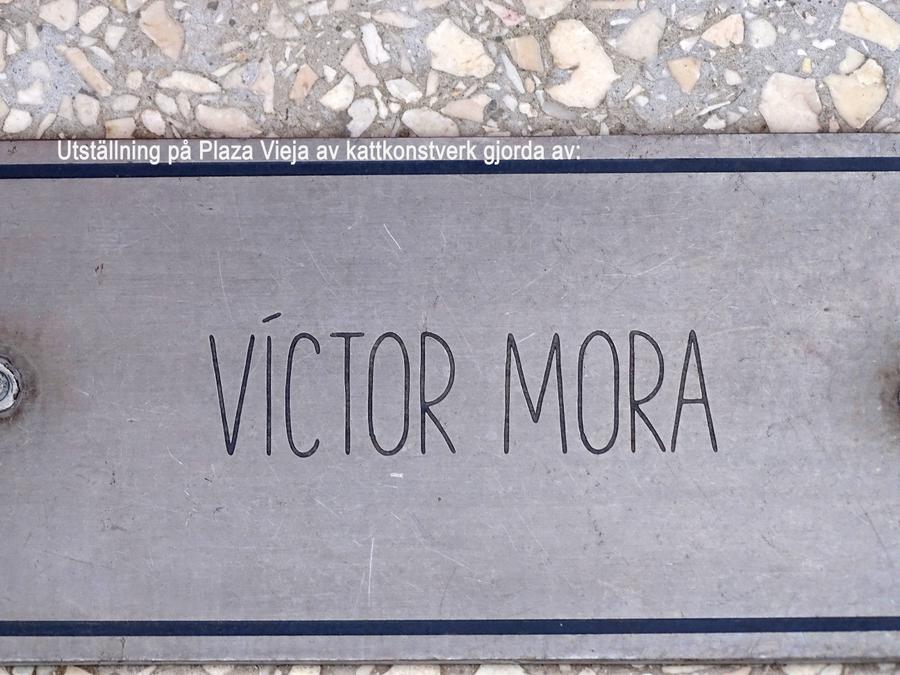 Utställning på Plaza Vieja av kattkonstverk gjorda av:
VÍCTOR MORA